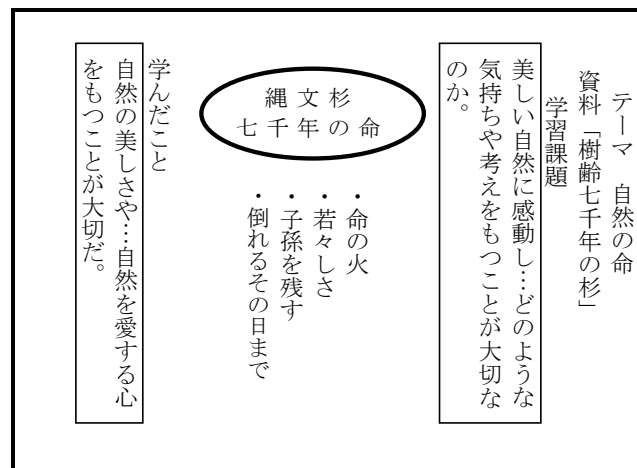 テーマ　自然の命
資料「樹齢七千年の杉」
学習課題
美しい自然に感動し…どのような
気持ちや考えをもつことが大切な
のか。
・命の火
・若々しさ
・子孫を残す
・倒れるその日まで
縄文杉
七千年の命
学んだこと
自然の美しさや…自然を愛する心
をもつことが大切だ。